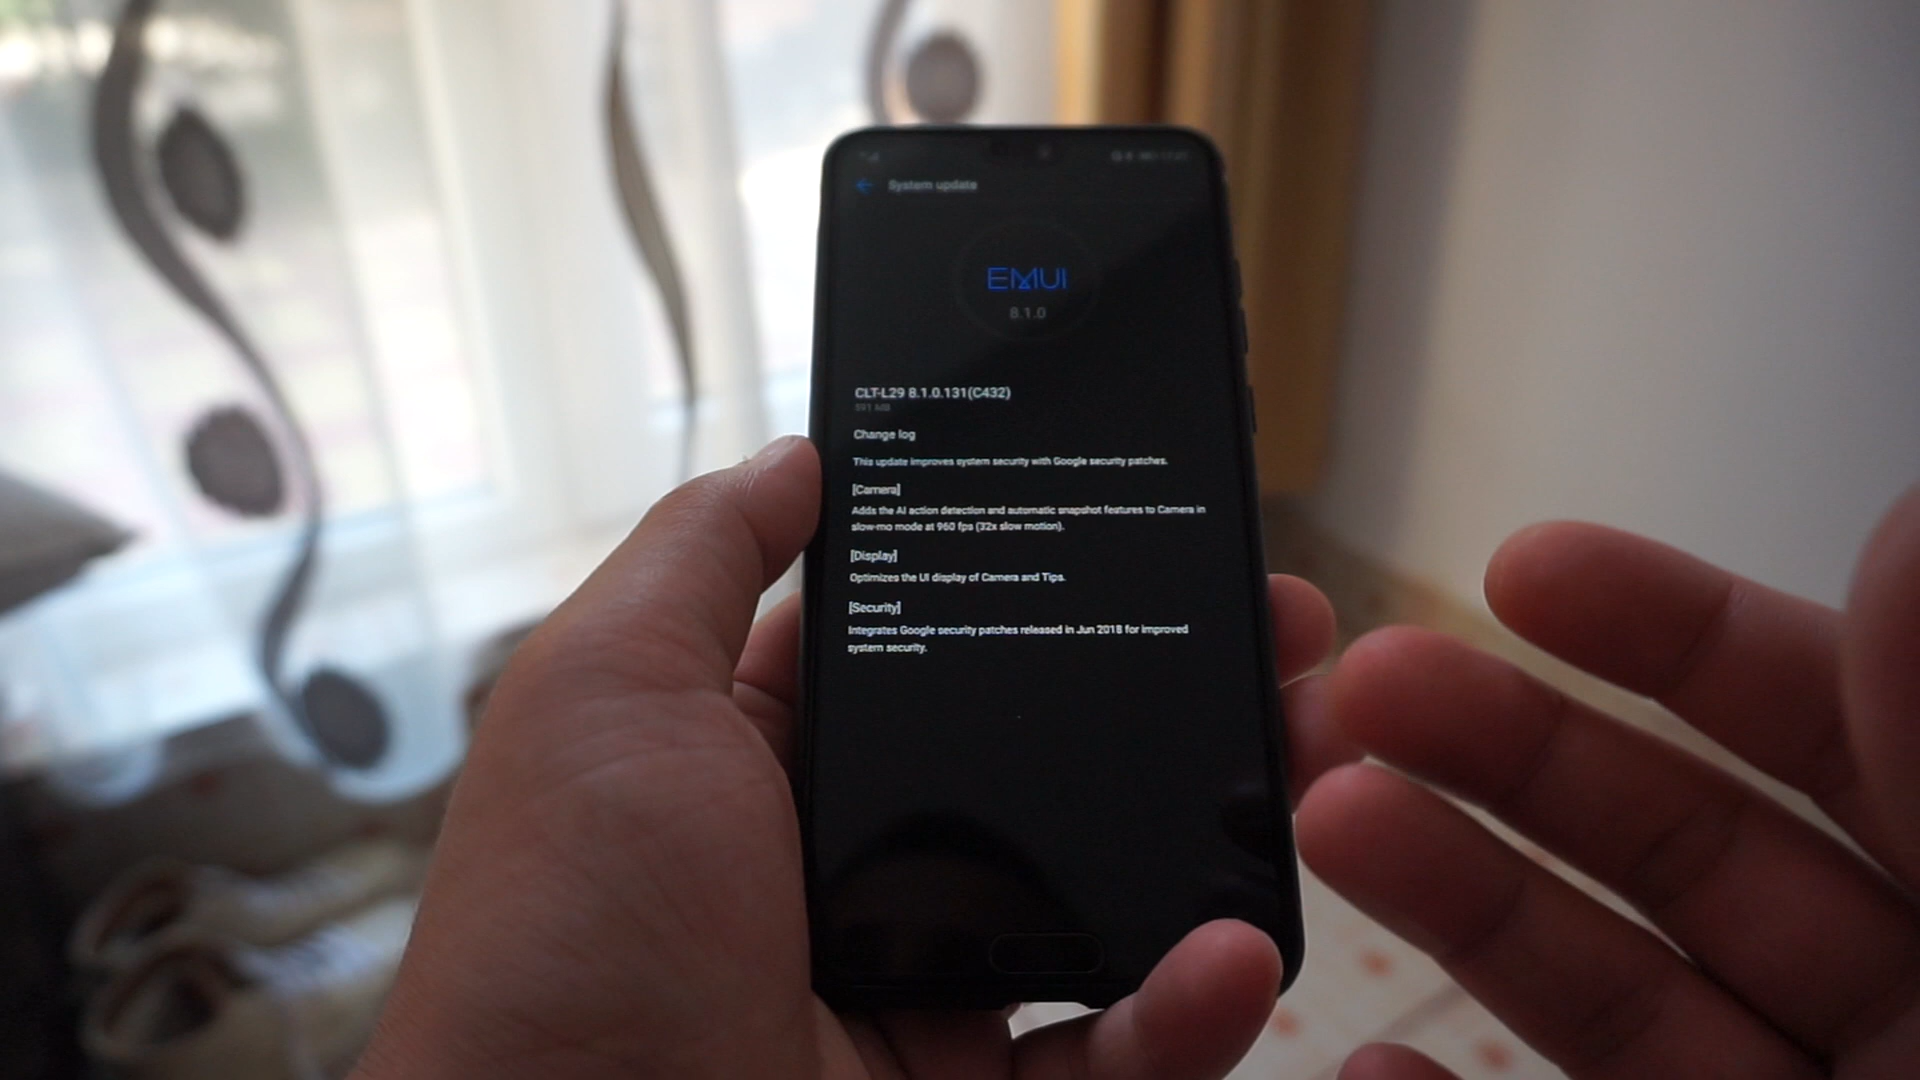 System update
EMUI
8.1.0
CLT-L29 8.1.0.131(C432)
591 MB
Change log
This update improves system security with Google security patches.
[Camera]
Adds the AI action detection and automatic snapshot features to Camera in
slow-mo mode at 960 fps (32x slow motion).
[Display]
Optimizes the UI display of Camera and Tips.
[Security]
Integrates Google security patches released in Jun 2018 for improved
system security.